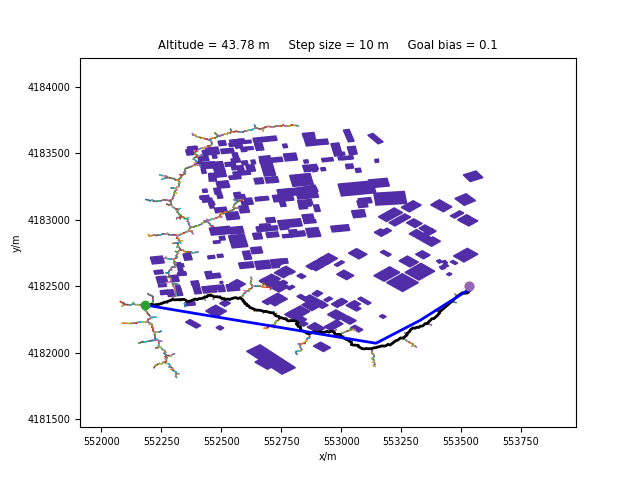 Altitude = 43.78 m     Step size = 10 m     Goal bias = 0.1
4184000
4183500
4183000
4182500
4182000
4181500
y/m
552000 552250 552500 552750 553000 553250 553500 553750
x/m